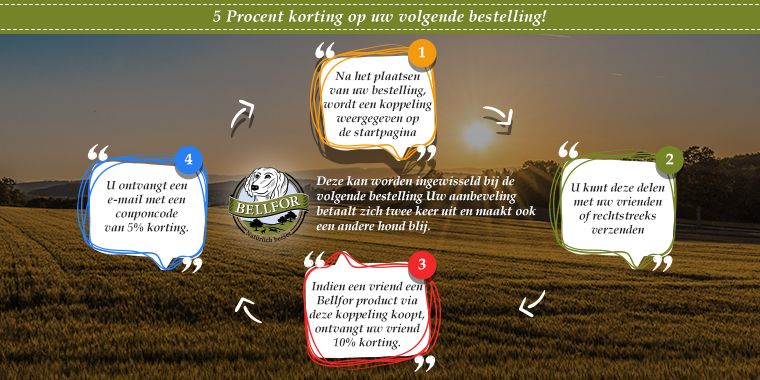 5 Procent korting op uw volgende bestelling!
1
Na het plaatsen
van uw bestelling,
wordt een koppeling
weergegeven op
de startpagina
2
U kunt deze delen
met uw vrienden
of rechtstreeks
verzenden
3
Indien een vriend een
Bellfor product via
deze koppeling koopt,
ontvangt uw vriend
10% korting.
4
U ontvangt een
e-mail met een
couponcode
van 5% korting.
BELLFOR
Natürlich besser
Deze kan worden ingewisseld bij de
volgende bestelling Uw aanbeveling
betaalt zich twee keer uit en maakt ook
een andere hond blij.